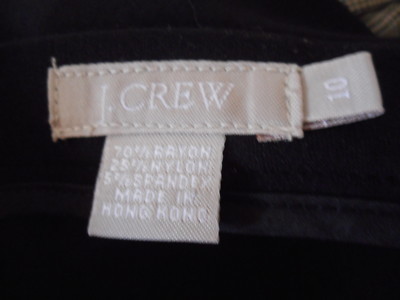 J.CREW
10
70% RAYON
25% NYLON
5% SPANDEX
MADE IN
HONG KONG